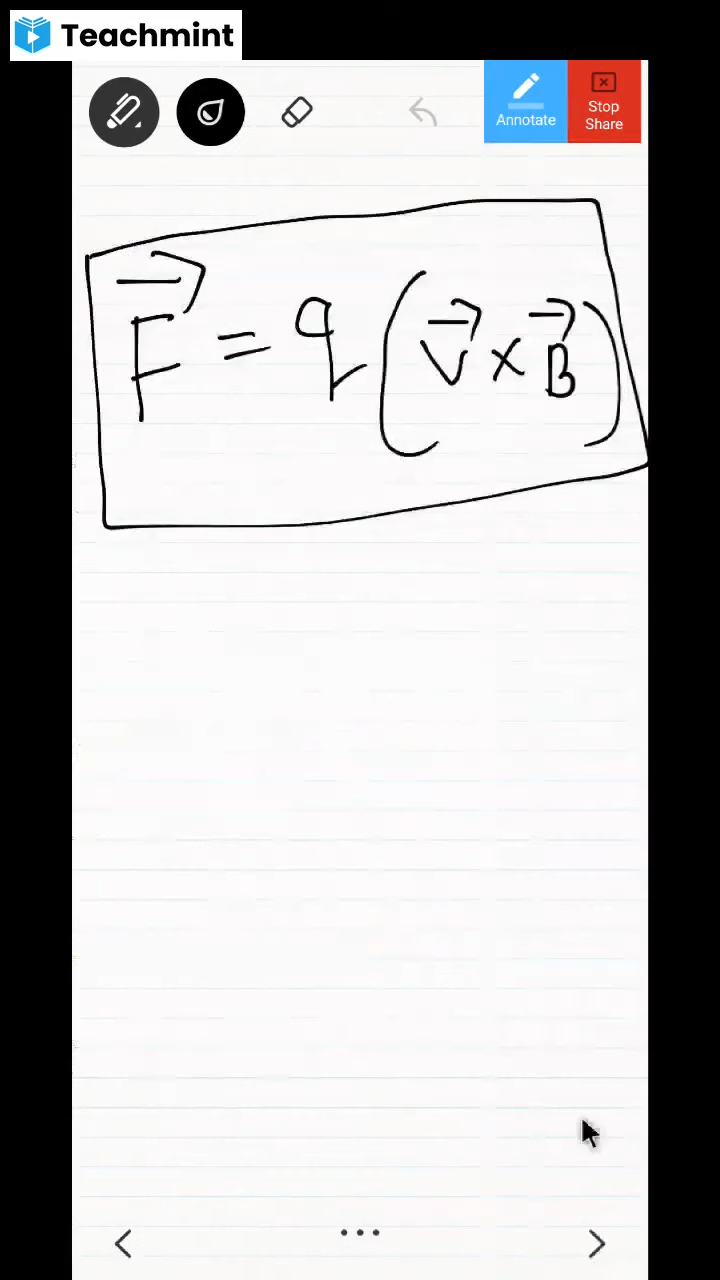 Teachmint
Annotate
Stop
Share
F⃗ = q (V⃗ × B⃗)